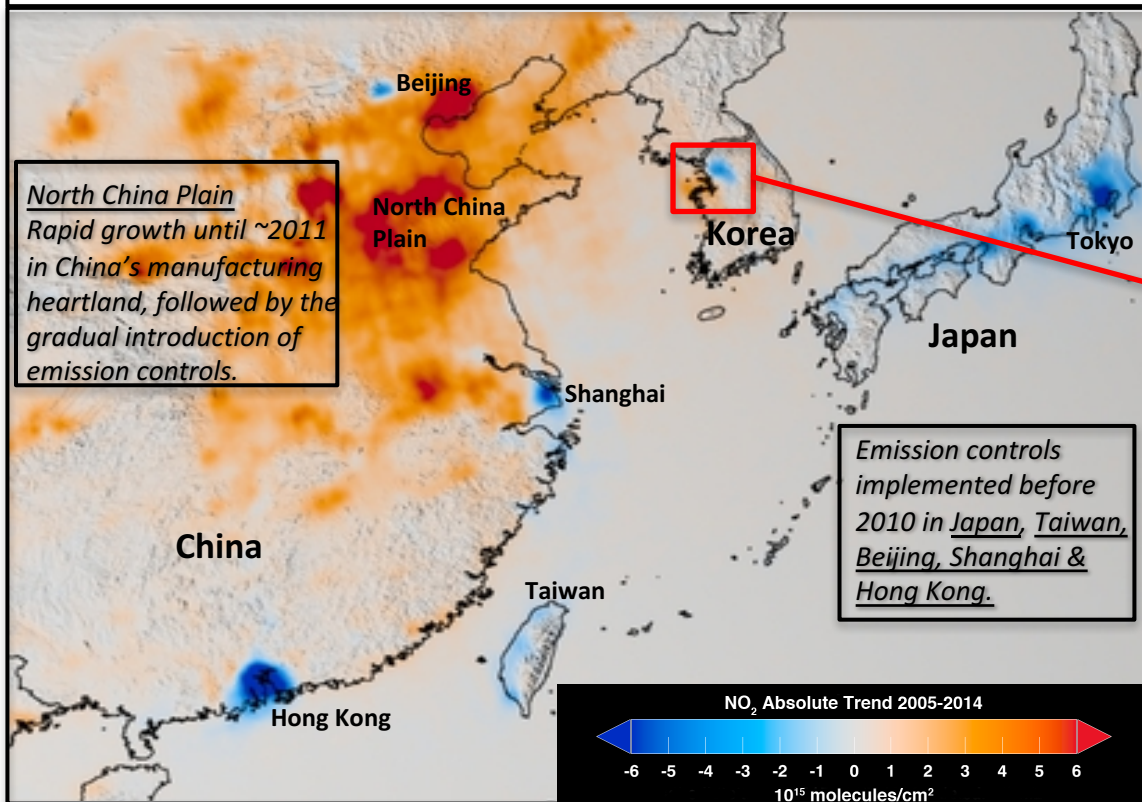 Beijing
North China Plain
Rapid growth until ~2011
in China’s manufacturing
heartland, followed by the
gradual introduction of
emission controls.
North China
Plain
Korea
Tokyo
Japan
Shanghai
Emission controls
implemented before
2010 in Japan, Taiwan,
Beijing, Shanghai &
Hong Kong.
China
Taiwan
Hong Kong
NO₂ Absolute Trend 2005-2014
-6 -5 -4 -3 -2 -1 0 1 2 3 4 5 6
10¹⁵ molecules/cm²